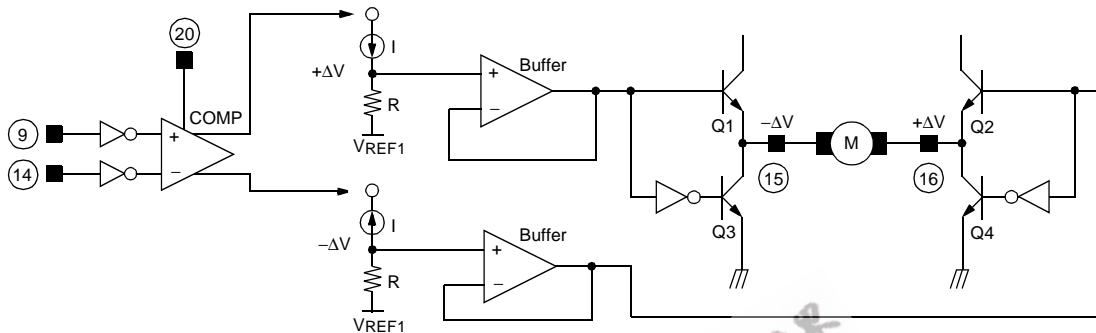 20
I
+ΔV
Buffer
+
−
R
VREF1
COMP
9
14
+
−
Q1
−ΔV
M
+ΔV
Q2
15
16
Q3
Q4
I
−ΔV
Buffer
+
−
R
VREF1